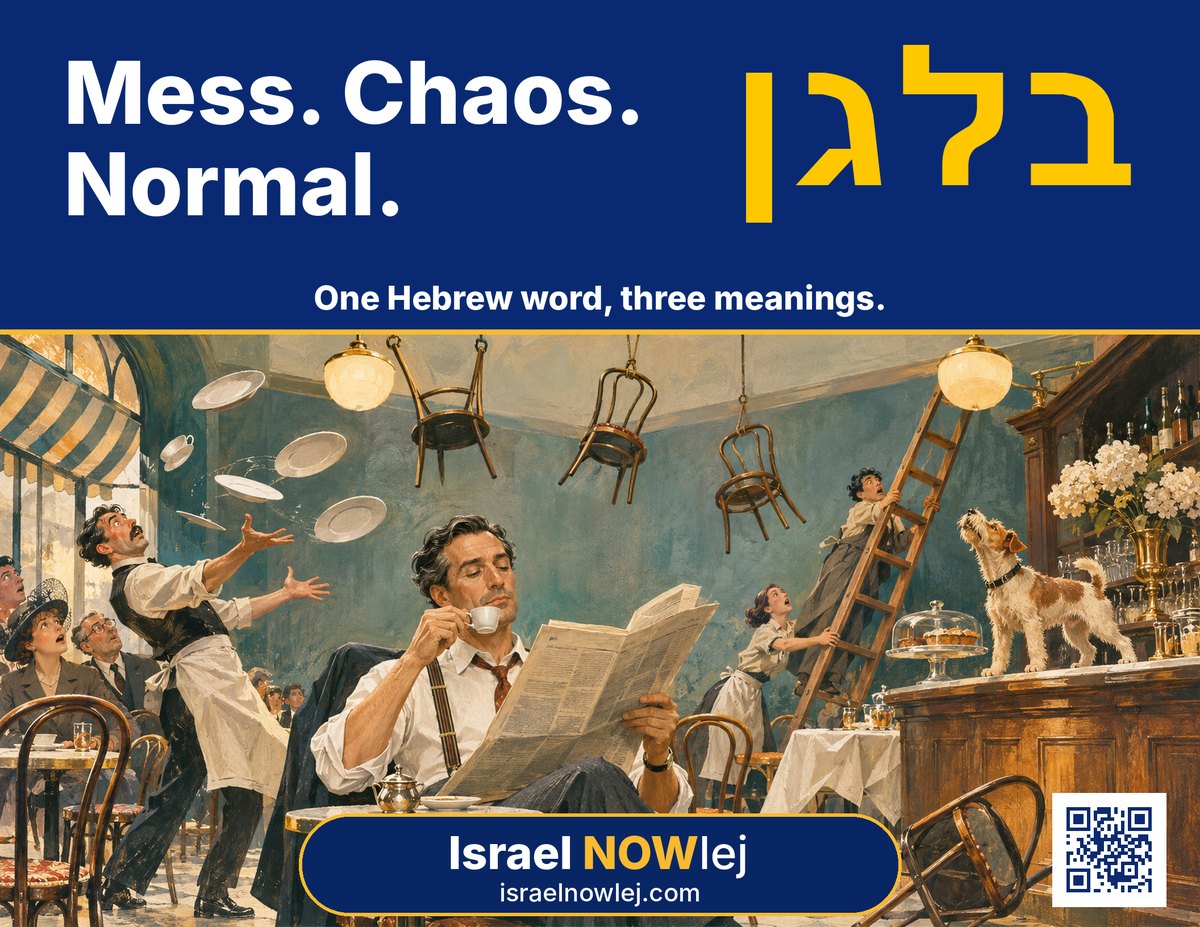 Mess. Chaos.
Normal.
בלגן
One Hebrew word, three meanings.
Israel NOWlej
israelnowlej.com